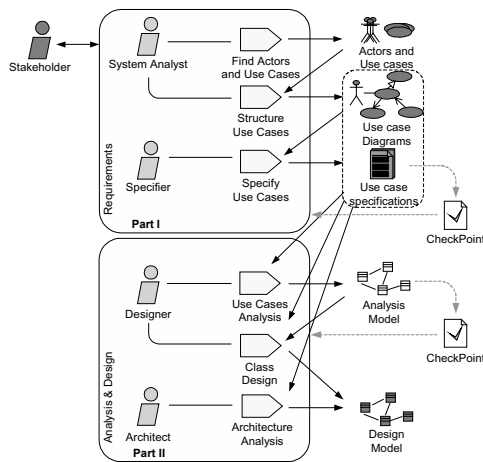 Stakeholder
System Analyst
Find Actors
and Use Cases
Actors and
Use cases
Structure
Use Cases
Use case
Diagrams
Requirements
Specifier
Specify
Use Cases
Use case
specifications
Part I
CheckPoint
Designer
Use Cases
Analysis
Analysis
Model
Class
Design
CheckPoint
Analysis & Design
Architect
Architecture
Analysis
Design Model
Part II